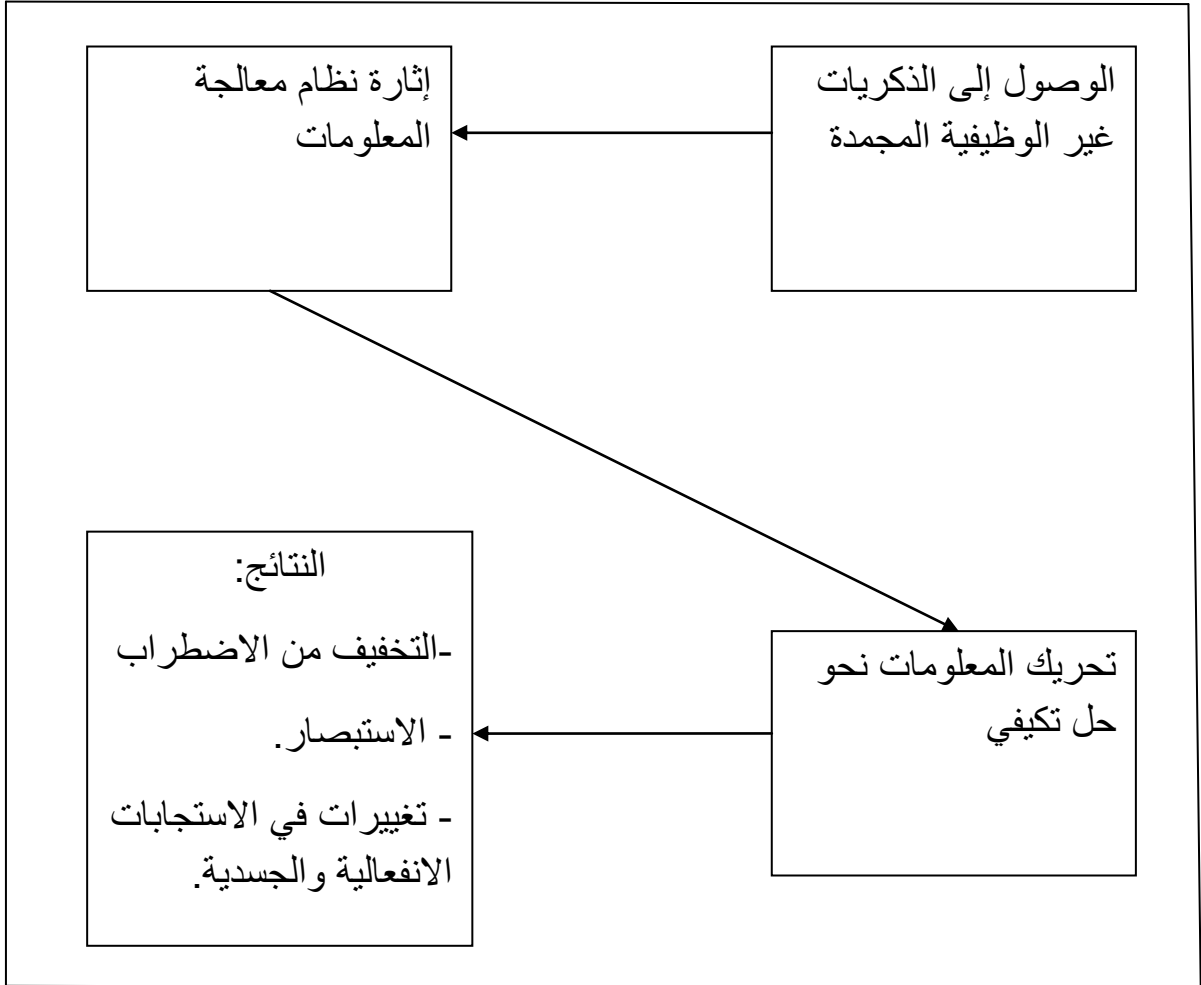 الوصول إلى الذكريات
غير الوظيفية المجمدة
إثارة نظام معالجة
المعلومات
تحريك المعلومات نحو
حل تكيفي
النتائج:
-التخفيف من الاضطراب
- الاستبصار.
- تغييرات في الاستجابات
الانفعالية والجسدية.